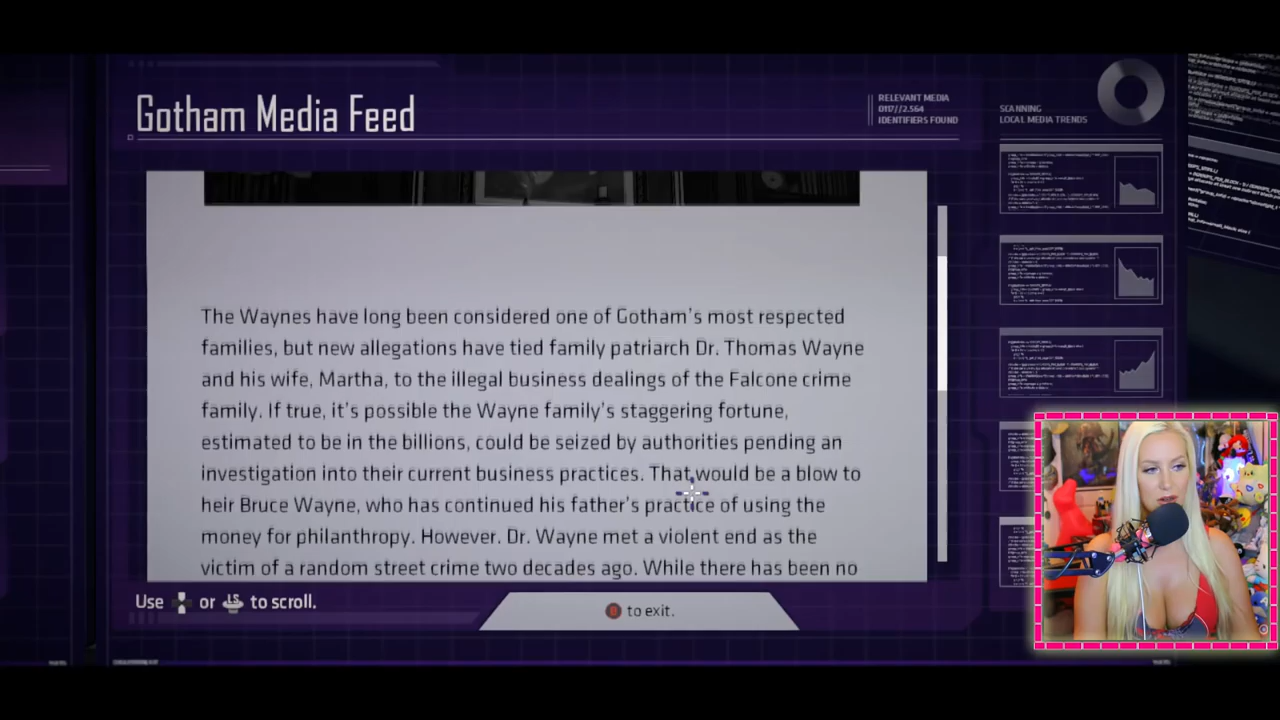 Gotham Media Feed
RELEVANT MEDIA
0117//2.564
IDENTIFIERS FOUND
SCANNING
LOCAL MEDIA TRENDS
The Waynes have long been considered one of Gotham's most respected
families, but new allegations have tied family patriarch Dr. Thomas Wayne
and his wife, Martha, to the illegal business dealings of the Falcone crime
family. If true, it's possible the Wayne family's staggering fortune,
estimated to be in the billions, could be seized by authorities pending an
investigation into their current business practices. That would be a blow to
heir Bruce Wayne, who has continued his father's practice of using the
money for philanthropy. However. Dr. Wayne met a violent end as the
victim of a random street crime two decades ago. While there has been no
Use or LS to scroll.
B to exit.